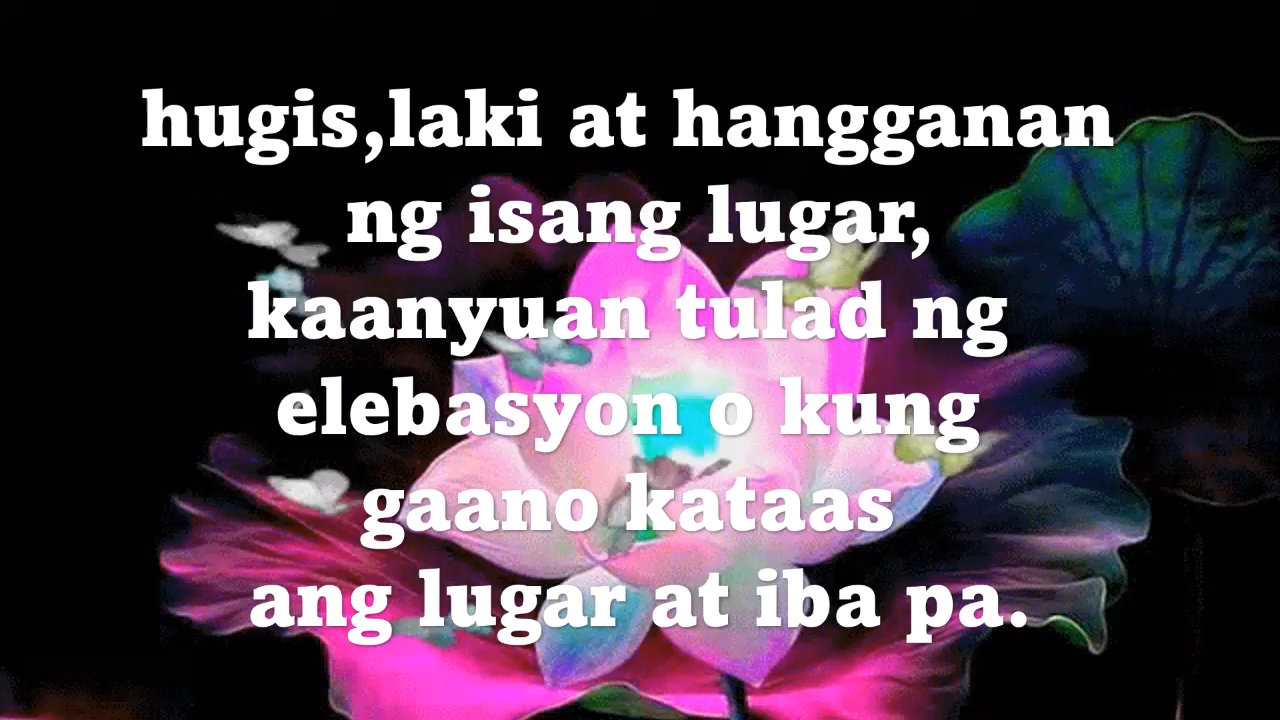 hugis,laki at hangganan
ng isang lugar,
kaanyuan tulad ng
elebasyon o kung
gaano kataas
ang lugar at iba pa.